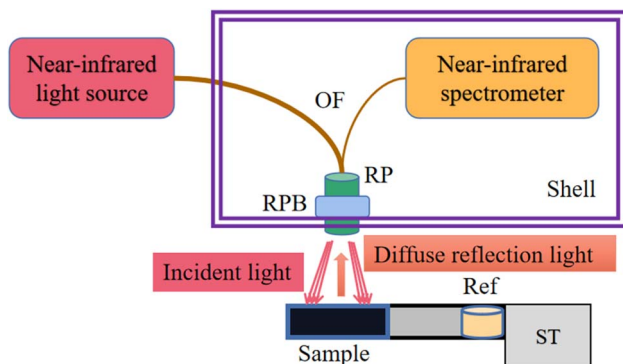 Near-infrared
light source
OF
Near-infrared
spectrometer
RP
RPB
Shell
Incident light
Diffuse reflection light
Ref
ST
Sample